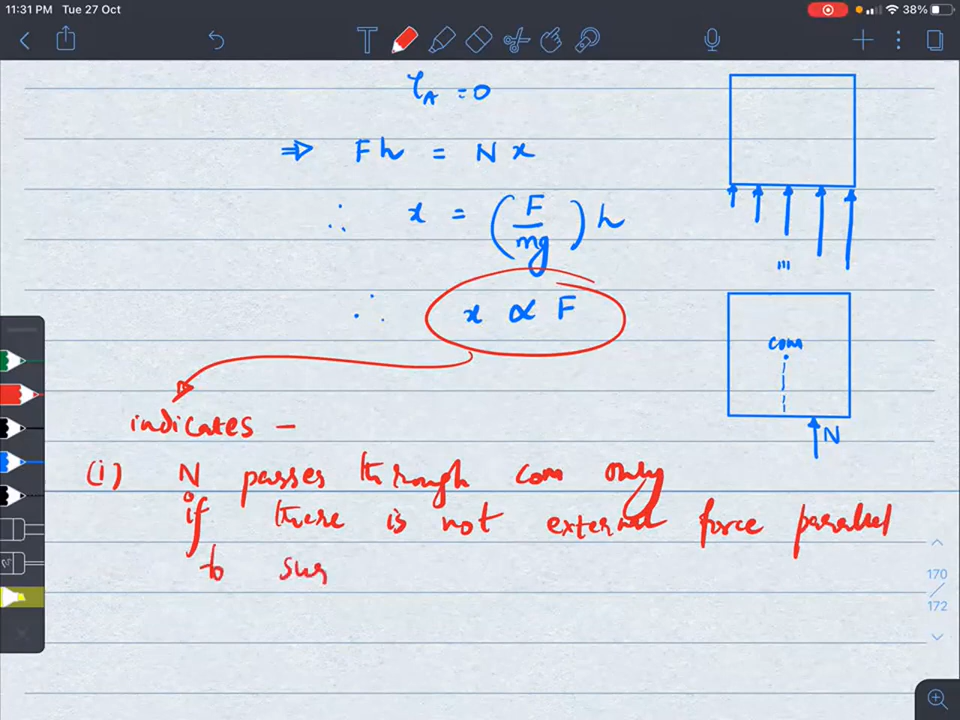 11:31 PM Tue 27 Oct
38%
τA = 0
⇒ Fh = N x
∴ x = (F/mg) h
∴ x ∝ F
com
N
indicates –
(i) N passes through com only
if there is not external force parallel
to sur
170
/
172